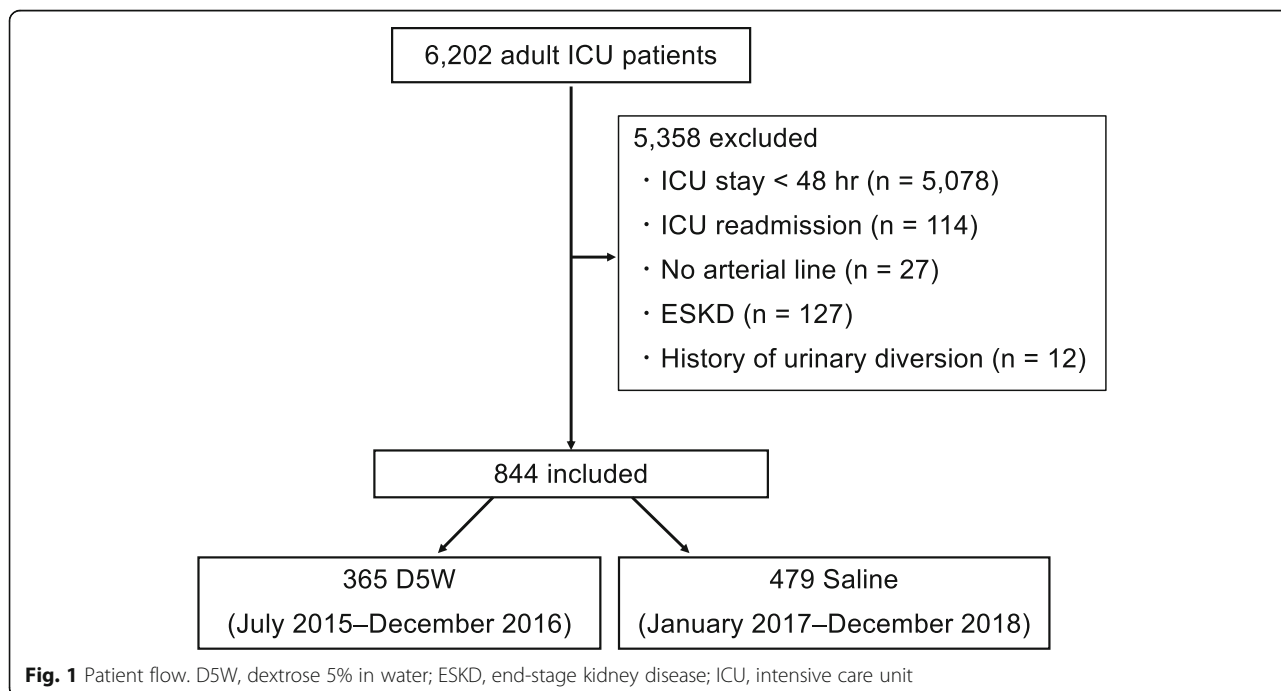 6,202 adult ICU patients
5,358 excluded
・ICU stay < 48 hr (n = 5,078)
・ICU readmission (n = 114)
・No arterial line (n = 27)
・ESKD (n = 127)
・History of urinary diversion (n = 12)
844 included
365 D5W
(July 2015–December 2016)
479 Saline
(January 2017–December 2018)
Fig. 1 Patient flow. D5W, dextrose 5% in water; ESKD, end-stage kidney disease; ICU, intensive care unit